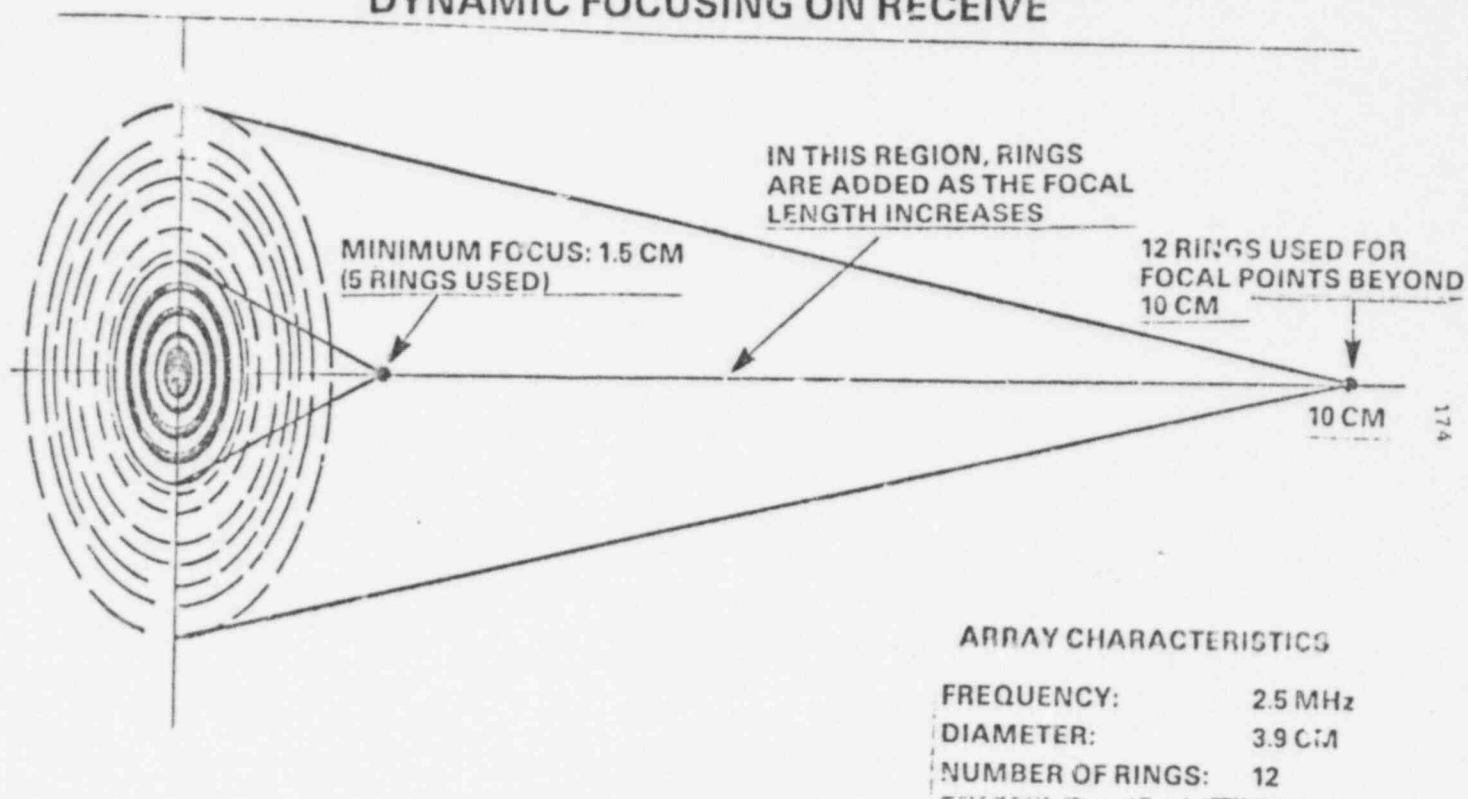 DYNAMIC FOCUSING ON RECEIVE
IN THIS REGION, RINGS
ARE ADDED AS THE FOCAL
LENGTH INCREASES
MINIMUM FOCUS: 1.5 CM
(5 RINGS USED)
12 RINGS USED FOR
FOCAL POINTS BEYOND
10 CM
10 CM
174
ARRAY CHARACTERISTICS
FREQUENCY: 2.5 MHz
DIAMETER: 3.9 CM
NUMBER OF RINGS: 12